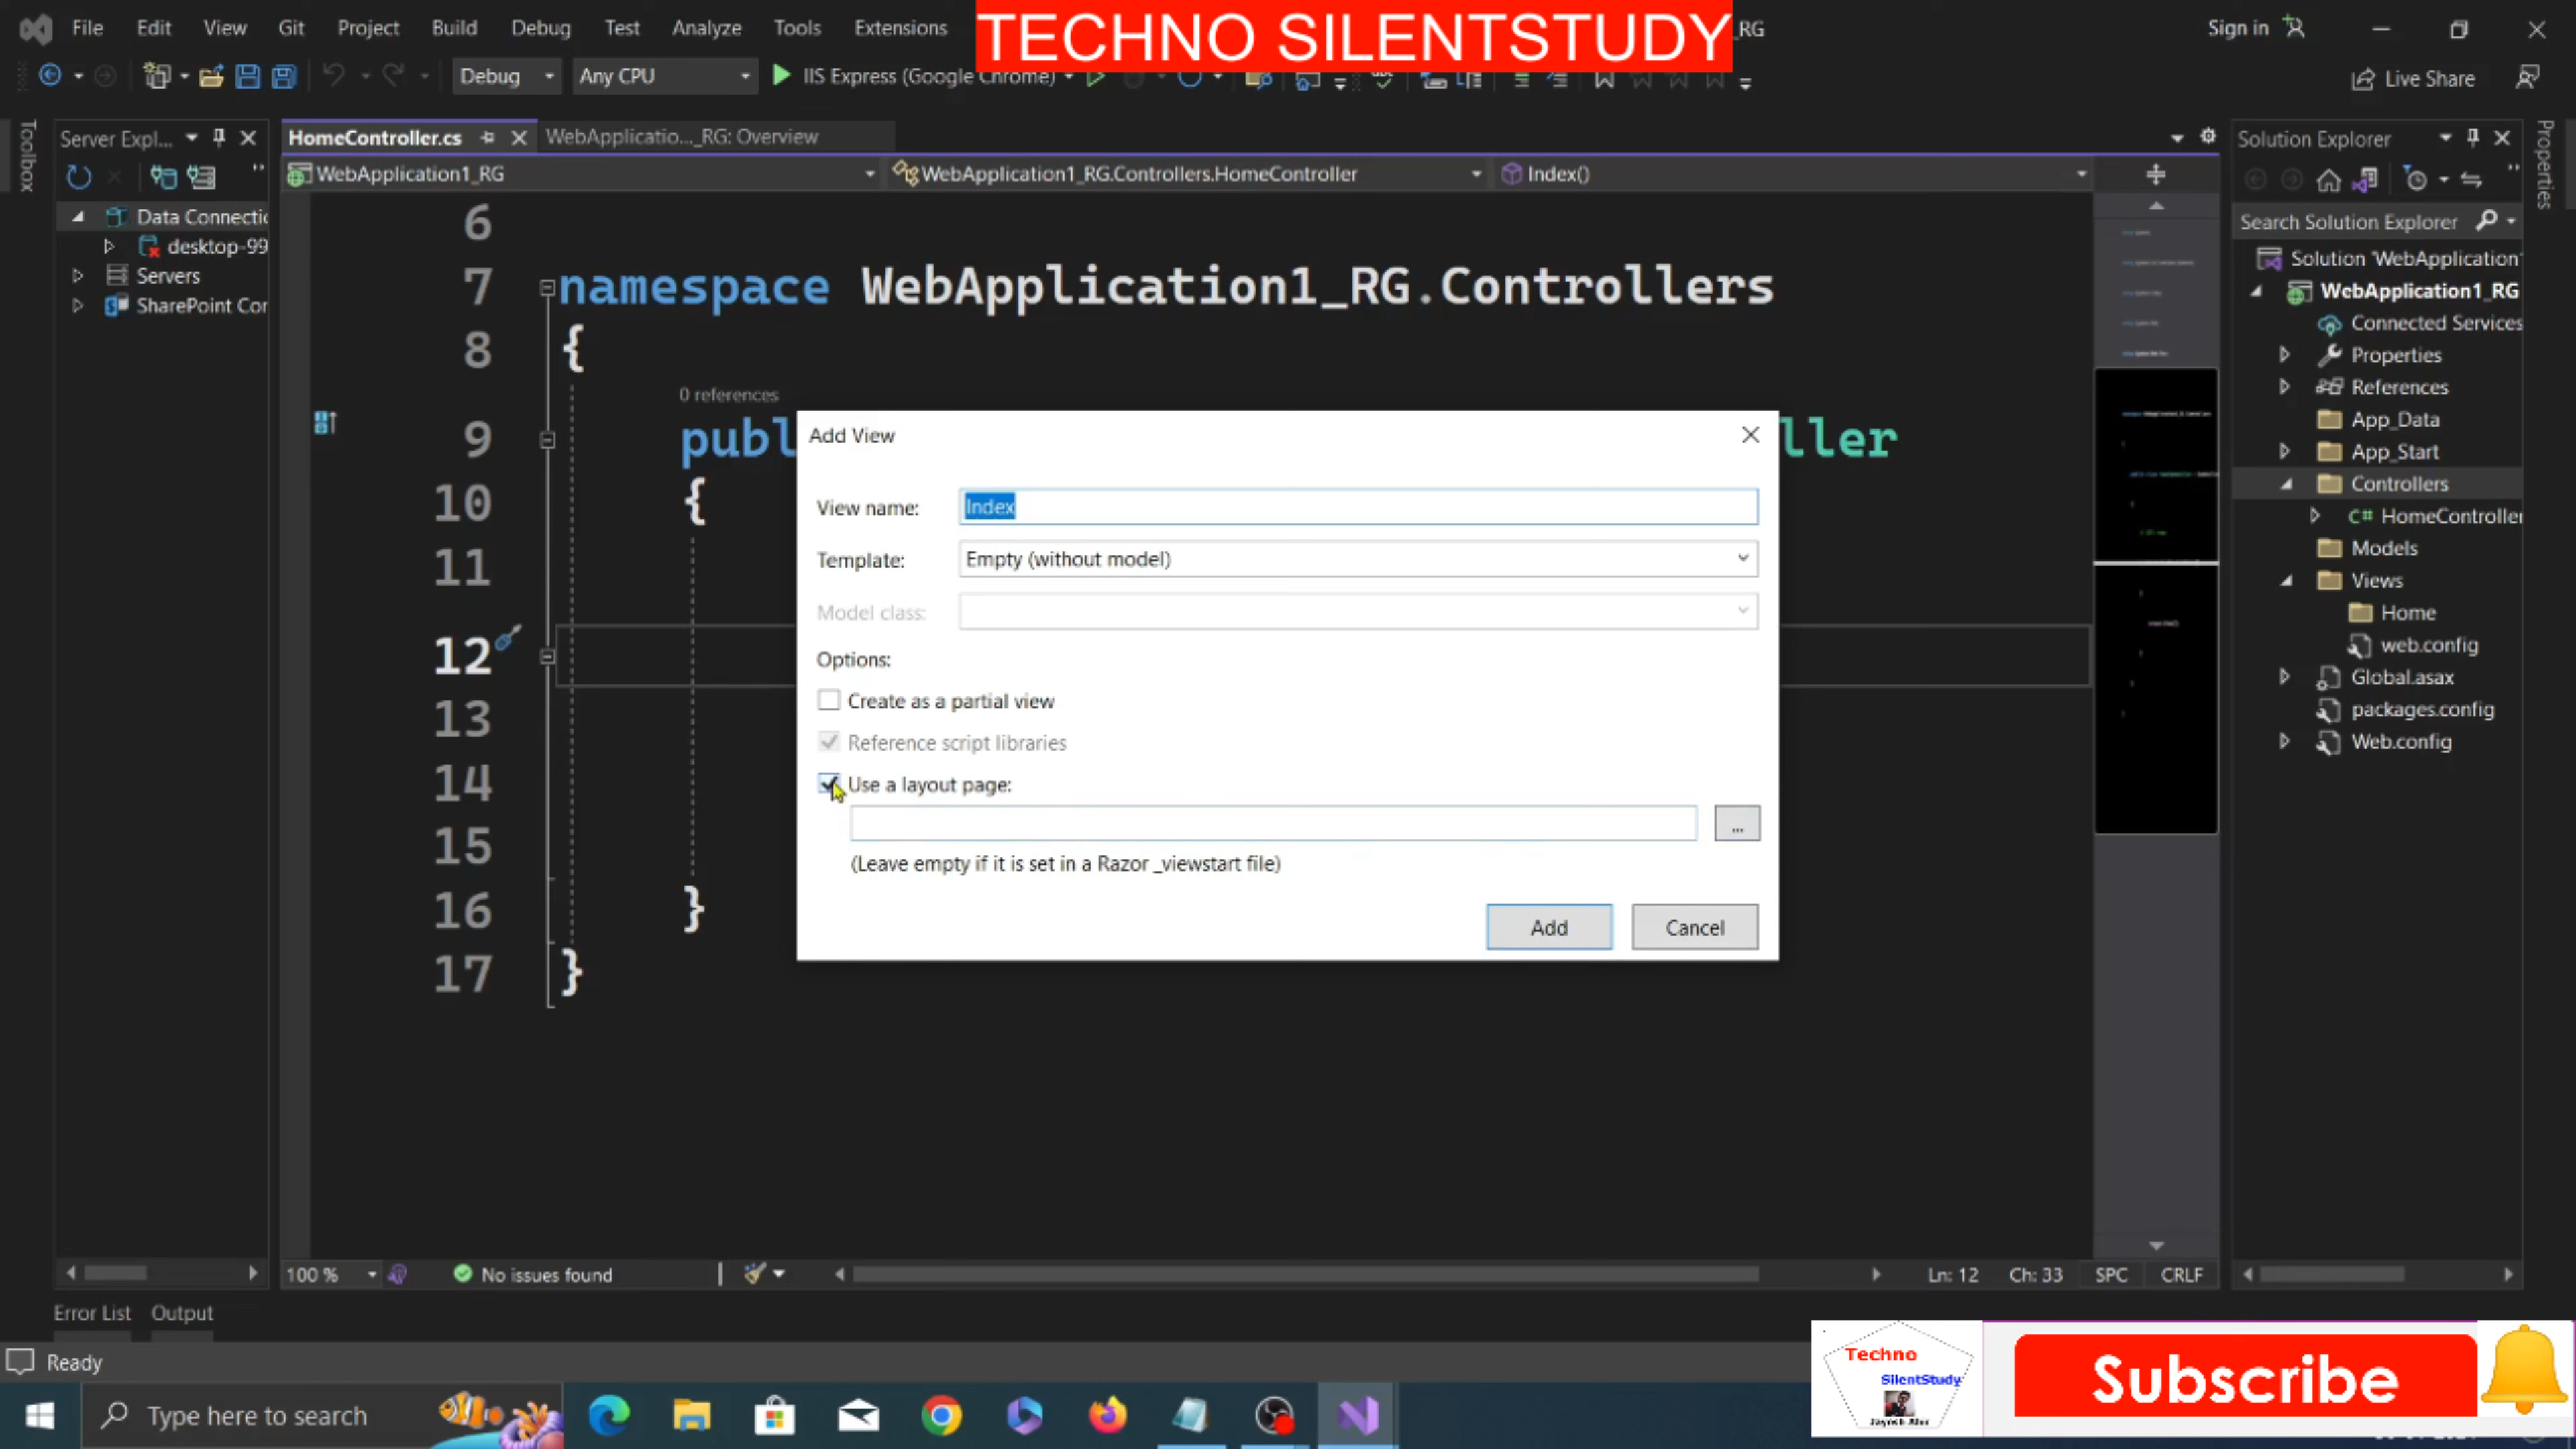 File Edit View Git Project Build Debug Test Analyze Tools Extensions
TECHNO SILENTSTUDY
_RG
Sign in
Debug
Any CPU
IIS Express (Google Chrome)
Live Share
Toolbox
Server Expl...
HomeController.cs
WebApplicatio..._RG: Overview
Solution Explorer
Properties
WebApplication1_RG
WebApplication1_RG.Controllers.HomeController
Index()
Data Connectic
desktop-99
Servers
SharePoint Cor
Search Solution Explorer
Solution 'WebApplication1
WebApplication1_RG
Connected Services
Properties
References
App_Data
App_Start
Controllers
C# HomeController
Models
Views
Home
web.config
Global.asax
packages.config
Web.config
6
7 namespace WebApplication1_RG.Controllers
8 {
0 references
9 publ ller
10 {
11
12
13
14
15
16 }
17 }
Add View
View name: Index
Template: Empty (without model)
Model class:
Options:
Create as a partial view
Reference script libraries
Use a layout page:
...
(Leave empty if it is set in a Razor _viewstart file)
Add
Cancel
100 %
No issues found
Ln: 12 Ch: 33 SPC CRLF
Error List Output
Ready
Type here to search
Techno
SilentStudy
Jayesh Ahir
Subscribe